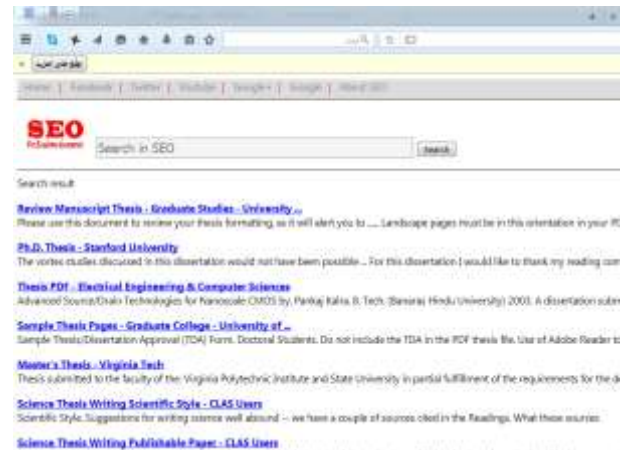 Home | Facebook | Twitter | Youtube | Google+ | Google | About SEO
SEO
Search in SEO
Search
Search result
Review Manuscript Thesis - Graduate Studies - University ...
Please use this document to review your thesis formatting, as it will alert you to ..... Landscape pages must be in this orientation in your
Ph.D. Thesis - Stanford University
The vortex studies discussed in this dissertation would not have been possible .. For this dissertation I would like to thank my reading
Thesis PDF - Electrical Engineering & Computer Sciences
Advanced Source/Drain Technologies for Nanoscale CMOS by. Pankaj Kalra. B. Tech. (Banaras Hindu University) 2003. A dissertation
Sample Thesis Pages - Graduate College - University of ...
Sample Thesis/Dissertation Approval (TDA) Form. Doctoral Students. Do not include the TDA in the PDF thesis file. Use of Adobe Reader to
Master's Thesis - Virginia Tech
Thesis submitted to the faculty of the Virginia Polytechnic Institute and State University in partial fulfillment of the requirements for the
Science Thesis Writing Scientific Style - CLAS Users
Scientific Style. Suggestions for writing science well abound -- we have a couple of sources cited in the Readings. What these sources
Science Thesis Writing Publishable Paper - CLAS Users